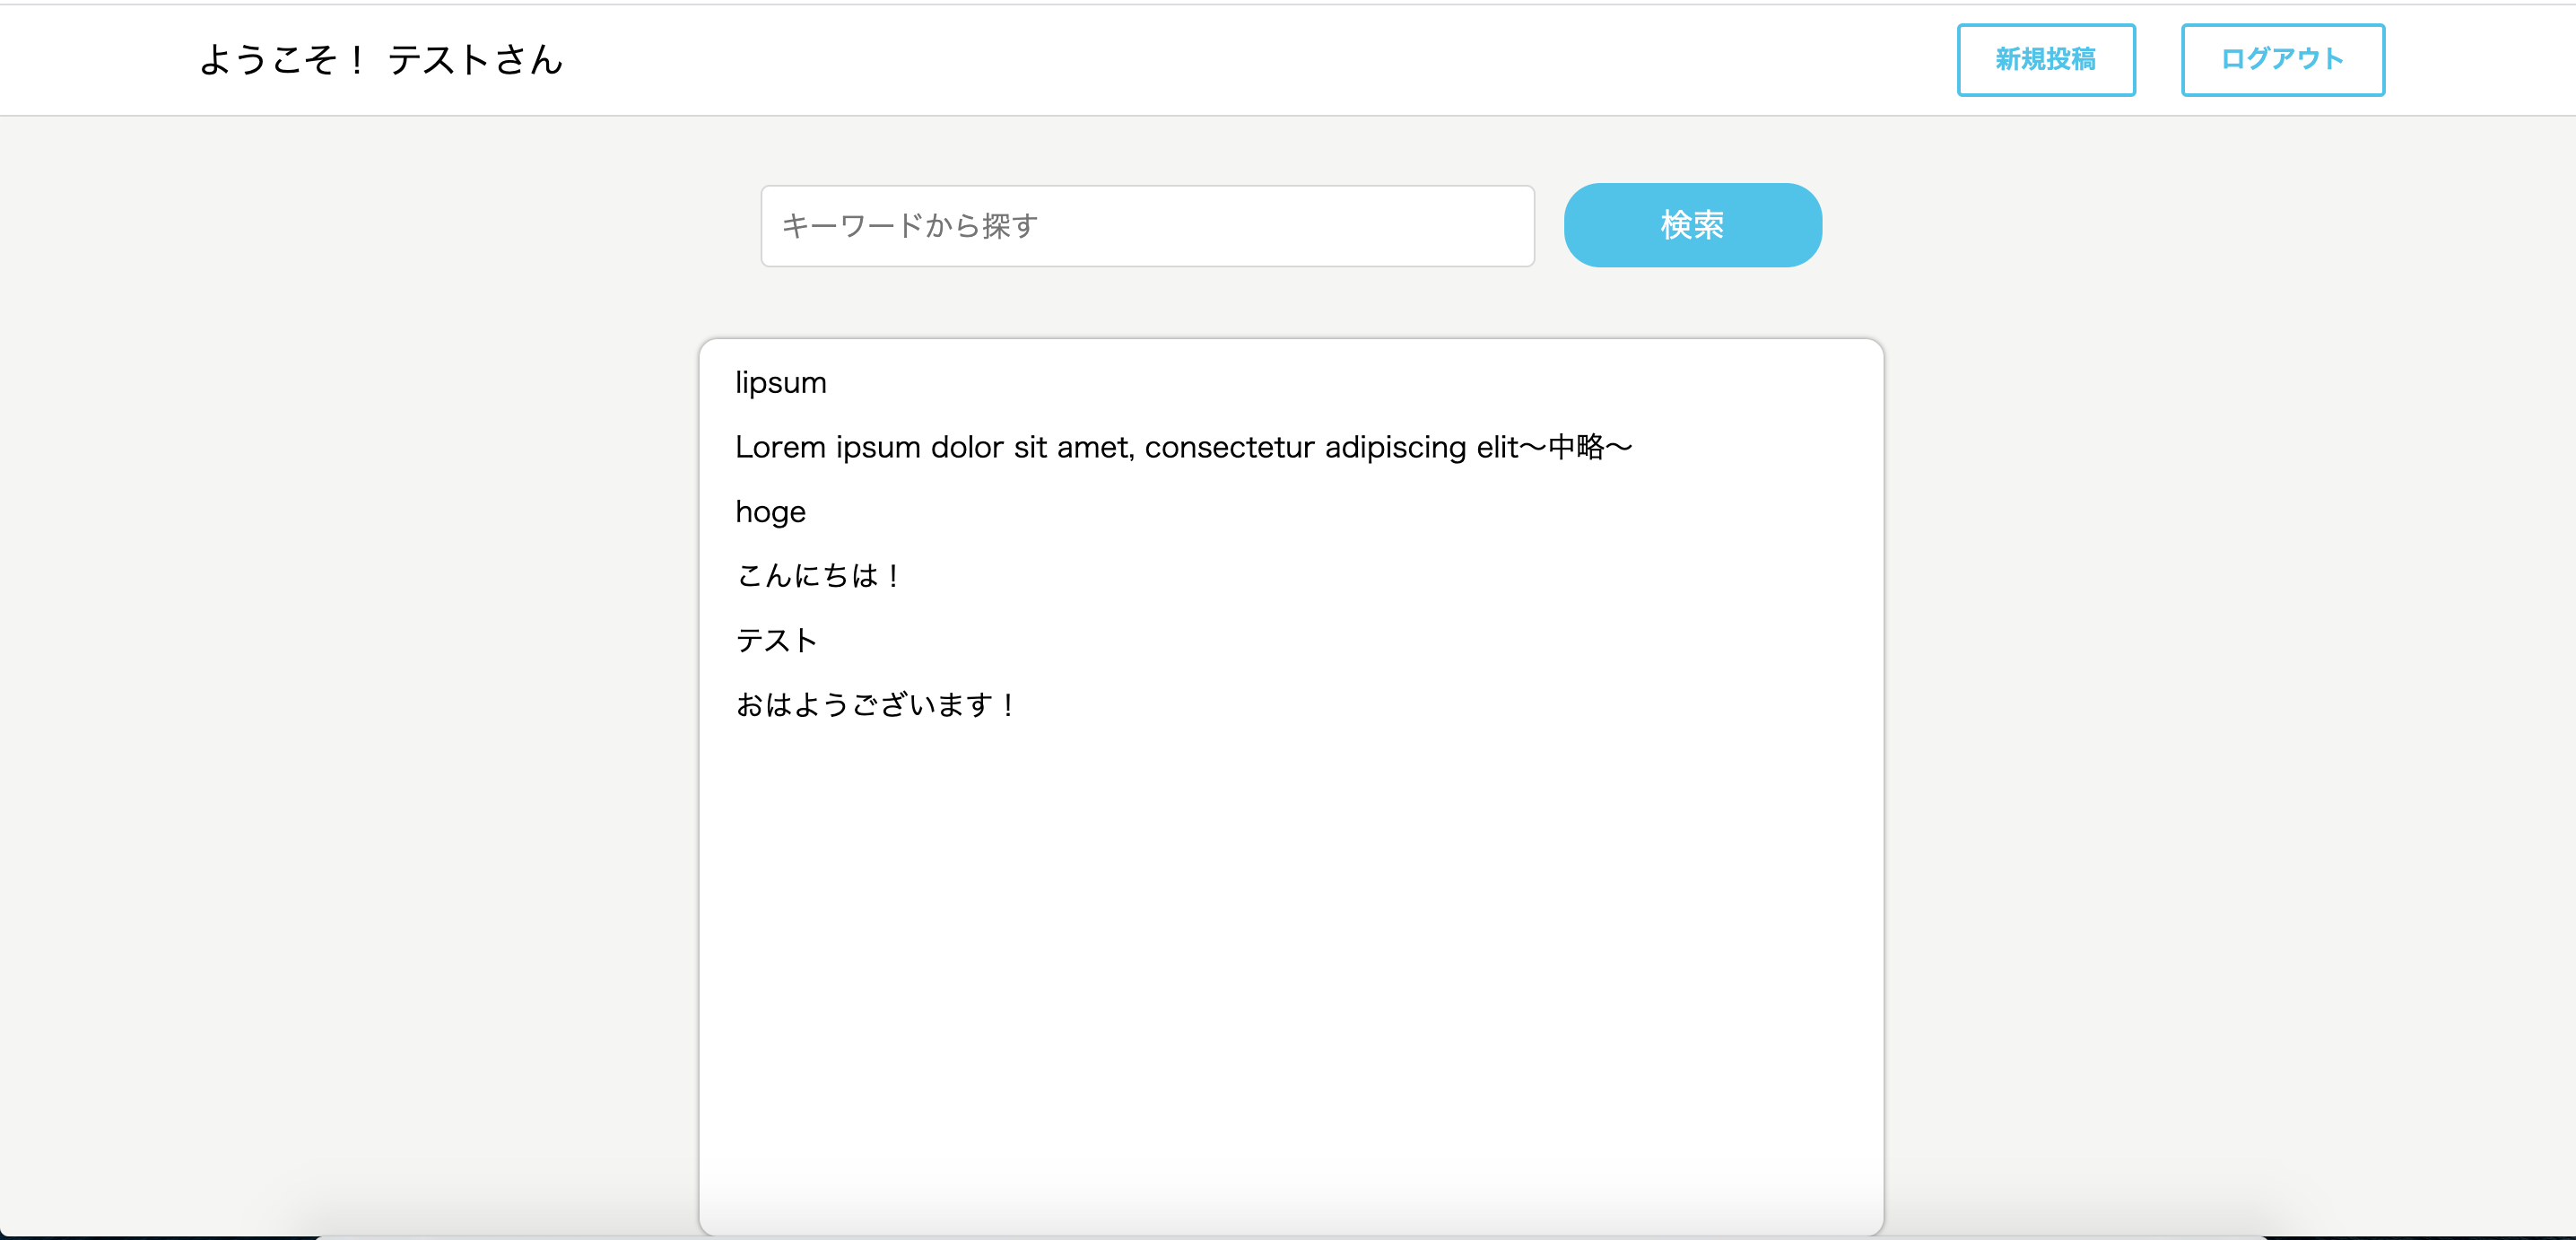 ようこそ！ テストさん
新規投稿
ログアウト
キーワードから探す
検索
lipsum
Lorem ipsum dolor sit amet, consectetur adipiscing elit〜中略〜
hoge
こんにちは！
テスト
おはようございます！